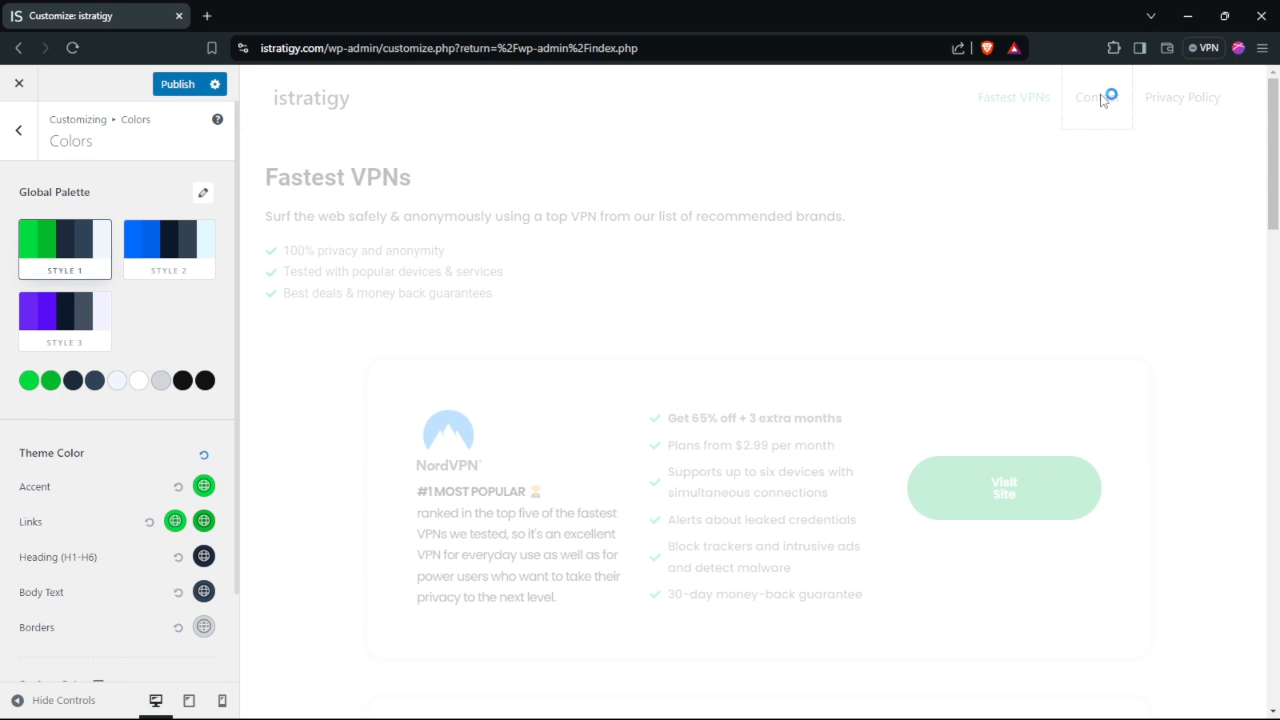 IS Customize: istratigy
istratigy.com/wp-admin/customize.php?return=%2Fwp-admin%2Findex.php
VPN
Publish
istratigy
Fastest VPNs
Privacy Policy
Customizing ▸ Colors
Colors
Global Palette
STYLE 1
STYLE 2
STYLE 3
Theme Color
Accent
Links
Heading (H1-H6)
Body Text
Borders
Hide Controls
Fastest VPNs
Surf the web safely & anonymously using a top VPN from our list of recommended brands.
100% privacy and anonymity
Tested with popular devices & services
Best deals & money back guarantees
NordVPN
#1 MOST POPULAR
ranked in the top five of the fastest
VPNs we tested, so it's an excellent
VPN for everyday use as well as for
power users who want to take their
privacy to the next level.
Get 65% off + 3 extra months
Plans from $2.99 per month
Supports up to six devices with
simultaneous connections
Alerts about leaked credentials
Block trackers and intrusive ads
and detect malware
30-day money-back guarantee
Visit
Site